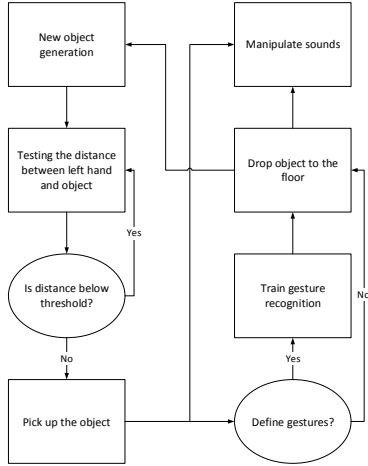 New object
generation
Manipulate sounds
Testing the distance
between left hand
and object
Drop object to the
floor
Yes
Is distance below
threshold?
Train gesture
recognition
No
No
Yes
Pick up the object
Define gestures?